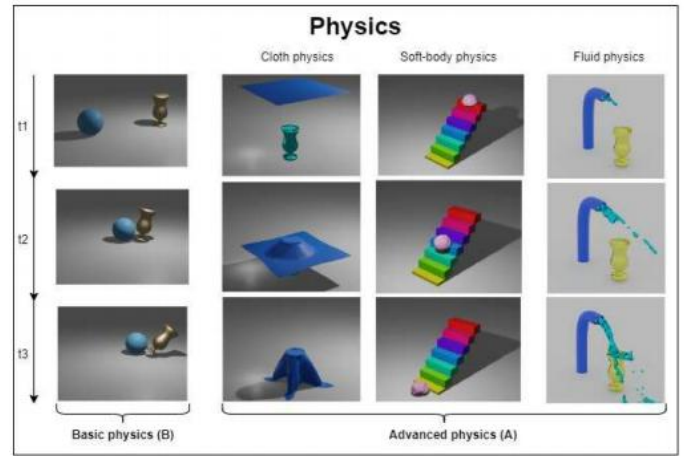 Physics
Cloth physics
Soft-body physics
Fluid physics
t1
t2
t3
Basic physics (B)
Advanced physics (A)